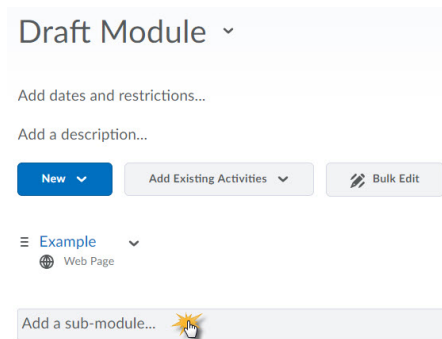 Draft Module
Add dates and restrictions...
Add a description...
New Add Existing Activities Bulk Edit
Example
Web Page
Add a sub-module...